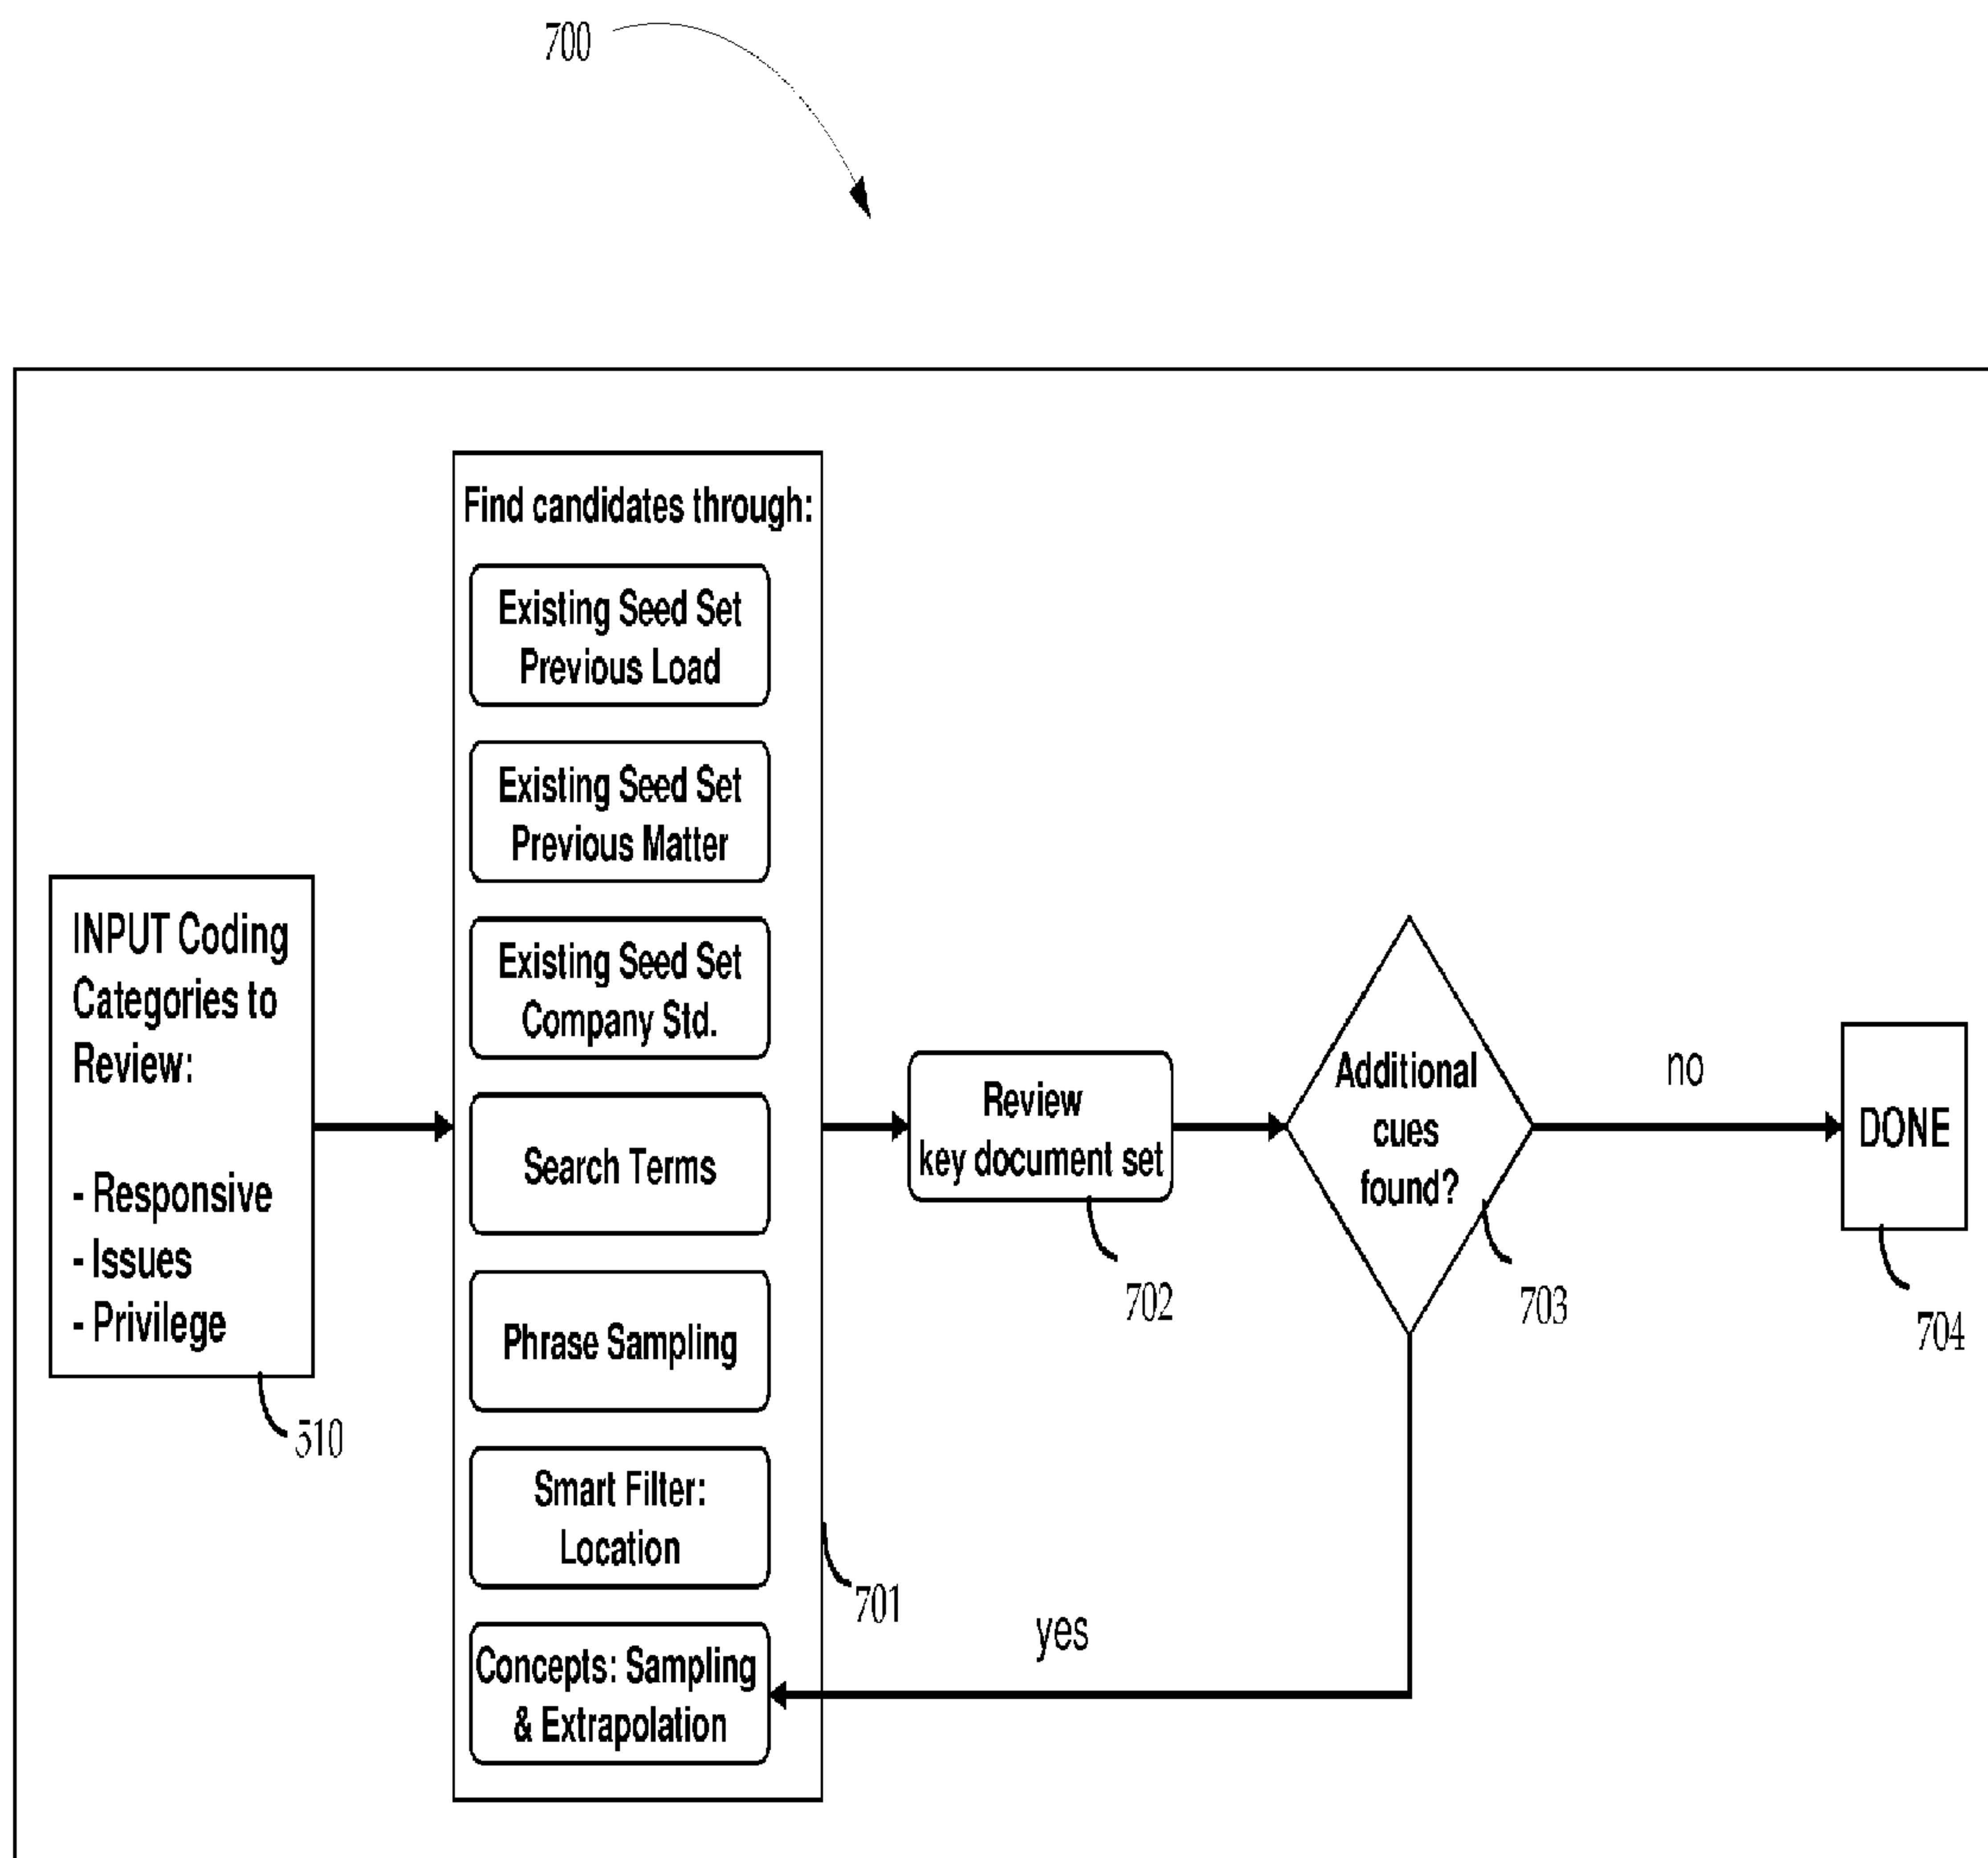 700
INPUT Coding
Categories to
Review:
- Responsive
- Issues
- Privilege
510
Find candidates through:
Existing Seed Set
Previous Load
Existing Seed Set
Previous Matter
Existing Seed Set
Company Std.
Search Terms
Phrase Sampling
Smart Filter:
Location
Concepts: Sampling
& Extrapolation
701
Review
key document set
702
Additional
cues
found?
703
yes
no
DONE
704